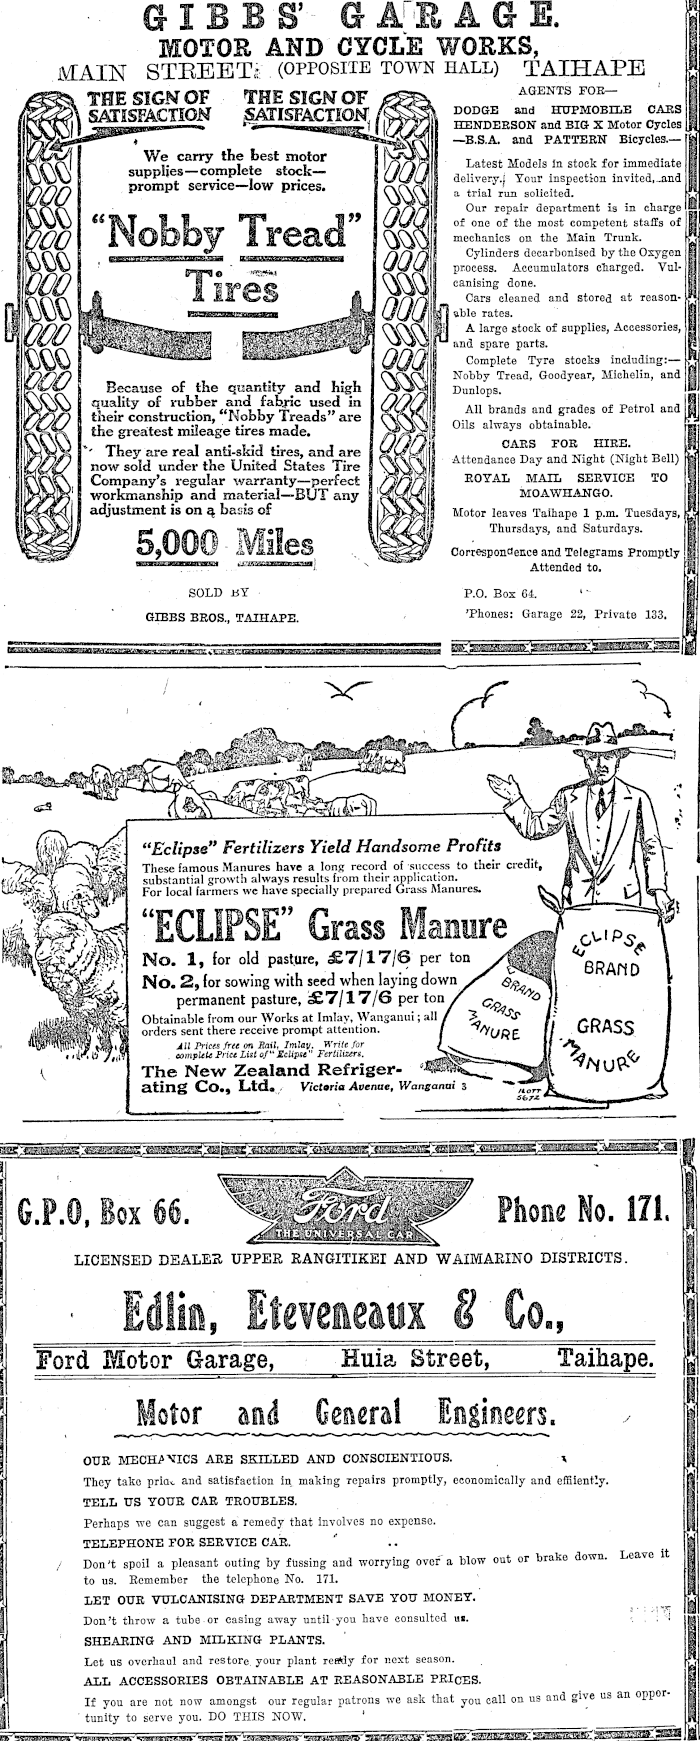 GIBBS' GARAGE.
MOTOR AND CYCLE WORKS,
MAIN STREET: (OPPOSITE TOWN HALL) TAIHAPE
THE SIGN OF
SATISFACTION
THE SIGN OF
SATISFACTION
We carry the best motor
supplies—complete stock—
prompt service—low prices.
"Nobby Tread"
Tires
Because of the quantity and high
quality of rubber and fabric used in
their construction, "Nobby Treads" are
the greatest mileage tires made.
They are real anti-skid tires, and are
now sold under the United States Tire
Company's regular warranty—perfect
workmanship and material—BUT any
adjustment is on a basis of
5,000 Miles
SOLD BY
GIBBS BROS., TAIHAPE.
AGENTS FOR—
DODGE and HUPMOBILE CARS
HENDERSON and BIG X Motor Cycles
—B.S.A. and PATTERN Bicycles.—
Latest Models in stock for immediate
delivery. Your inspection invited, and
a trial run solicited.
Our repair department is in charge
of one of the most competent staffs of
mechanics on the Main Trunk.
Cylinders decarbonised by the Oxygen
process. Accumulators charged. Vul-
canising done.
Cars cleaned and stored at reason-
able rates.
A large stock of supplies, Accessories,
and spare parts.
Complete Tyre stocks including:—
Nobby Tread, Goodyear, Michelin, and
Dunlops.
All brands and grades of Petrol and
Oils always obtainable.
CARS FOR HIRE.
Attendance Day and Night (Night Bell)
ROYAL MAIL SERVICE TO
MOAWHANGO.
Motor leaves Taihape 1 p.m. Tuesdays,
Thursdays, and Saturdays.
Correspondence and Telegrams Promptly
Attended to.
P.O. Box 64.
'Phones: Garage 22, Private 133.
"Eclipse" Fertilizers Yield Handsome Profits
These famous Manures have a long record of success to their credit,
substantial growth always results from their application.
For local farmers we have specially prepared Grass Manures.
"ECLIPSE" Grass Manure
No. 1, for old pasture, £7/17/6 per ton
No. 2, for sowing with seed when laying down
permanent pasture, £7/17/6 per ton
Obtainable from our Works at Imlay, Wanganui; all
orders sent there receive prompt attention.
All Prices free on Rail, Imlay. Write for
complete Price List of "Eclipse" Fertilizers.
The New Zealand Refriger-
ating Co., Ltd. Victoria Avenue, Wanganui 3
BRAND
GRASS
MANURE
ECLIPSE
BRAND
GRASS
MANURE
ILOTT
5672
G.P.O, Box 66.
Ford
THE UNIVERSAL CAR
Phone No. 171.
LICENSED DEALER UPPER RANGITIKEI AND WAIMARINO DISTRICTS.
Edlin, Eteveneaux & Co.,
Ford Motor Garage, Huia Street, Taihape.
Motor and General Engineers.
OUR MECHANICS ARE SKILLED AND CONSCIENTIOUS.
They take pride and satisfaction in making repairs promptly, economically and effiently.
TELL US YOUR CAR TROUBLES.
Perhaps we can suggest a remedy that involves no expense.
TELEPHONE FOR SERVICE CAR.
Don't spoil a pleasant outing by fussing and worrying over a blow out or brake down. Leave it
to us. Remember the telephone No. 171.
LET OUR VULCANISING DEPARTMENT SAVE YOU MONEY.
Don't throw a tube or casing away until you have consulted us.
SHEARING AND MILKING PLANTS.
Let us overhaul and restore your plant ready for next season.
ALL ACCESSORIES OBTAINABLE AT REASONABLE PRICES.
If you are not now amongst our regular patrons we ask that you call on us and give us an oppor-
tunity to serve you. DO THIS NOW.